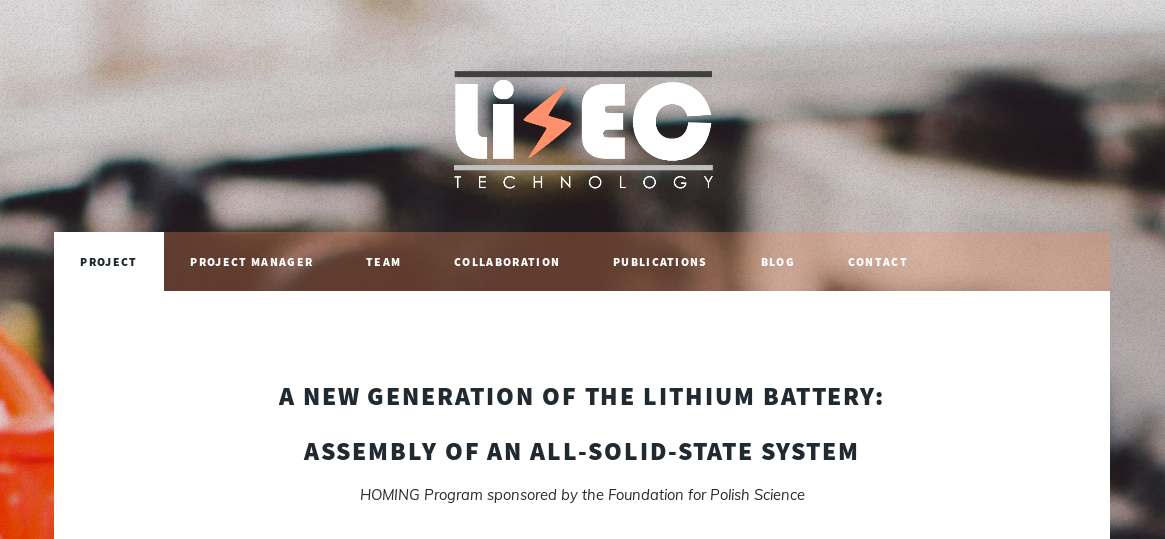 LiEC
TECHNOLOGY
PROJECT PROJECT MANAGER TEAM COLLABORATION PUBLICATIONS BLOG CONTACT
A NEW GENERATION OF THE LITHIUM BATTERY:
ASSEMBLY OF AN ALL-SOLID-STATE SYSTEM
HOMING Program sponsored by the Foundation for Polish Science